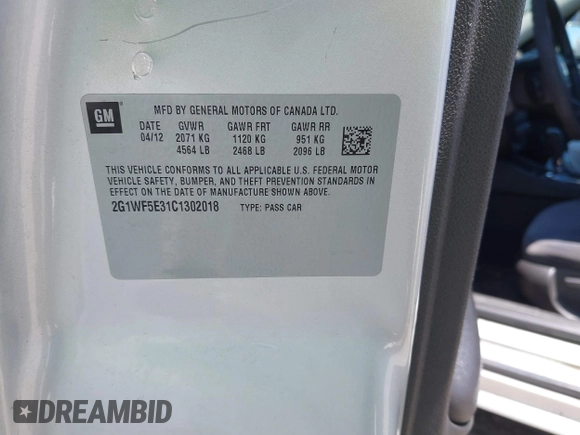 GM
MFD BY GENERAL MOTORS OF CANADA LTD.
DATE GVWR GAWR FRT GAWR RR
04/12 2071 KG 1120 KG 951 KG
4564 LB 2468 LB 2096 LB
THIS VEHICLE CONFORMS TO ALL APPLICABLE U.S. FEDERAL MOTOR
VEHICLE SAFETY, BUMPER, AND THEFT PREVENTION STANDARDS IN
EFFECT ON THE DATE OF MANUFACTURE SHOWN ABOVE.
2G1WF5E31C1302018 TYPE: PASS CAR
DREAMBID